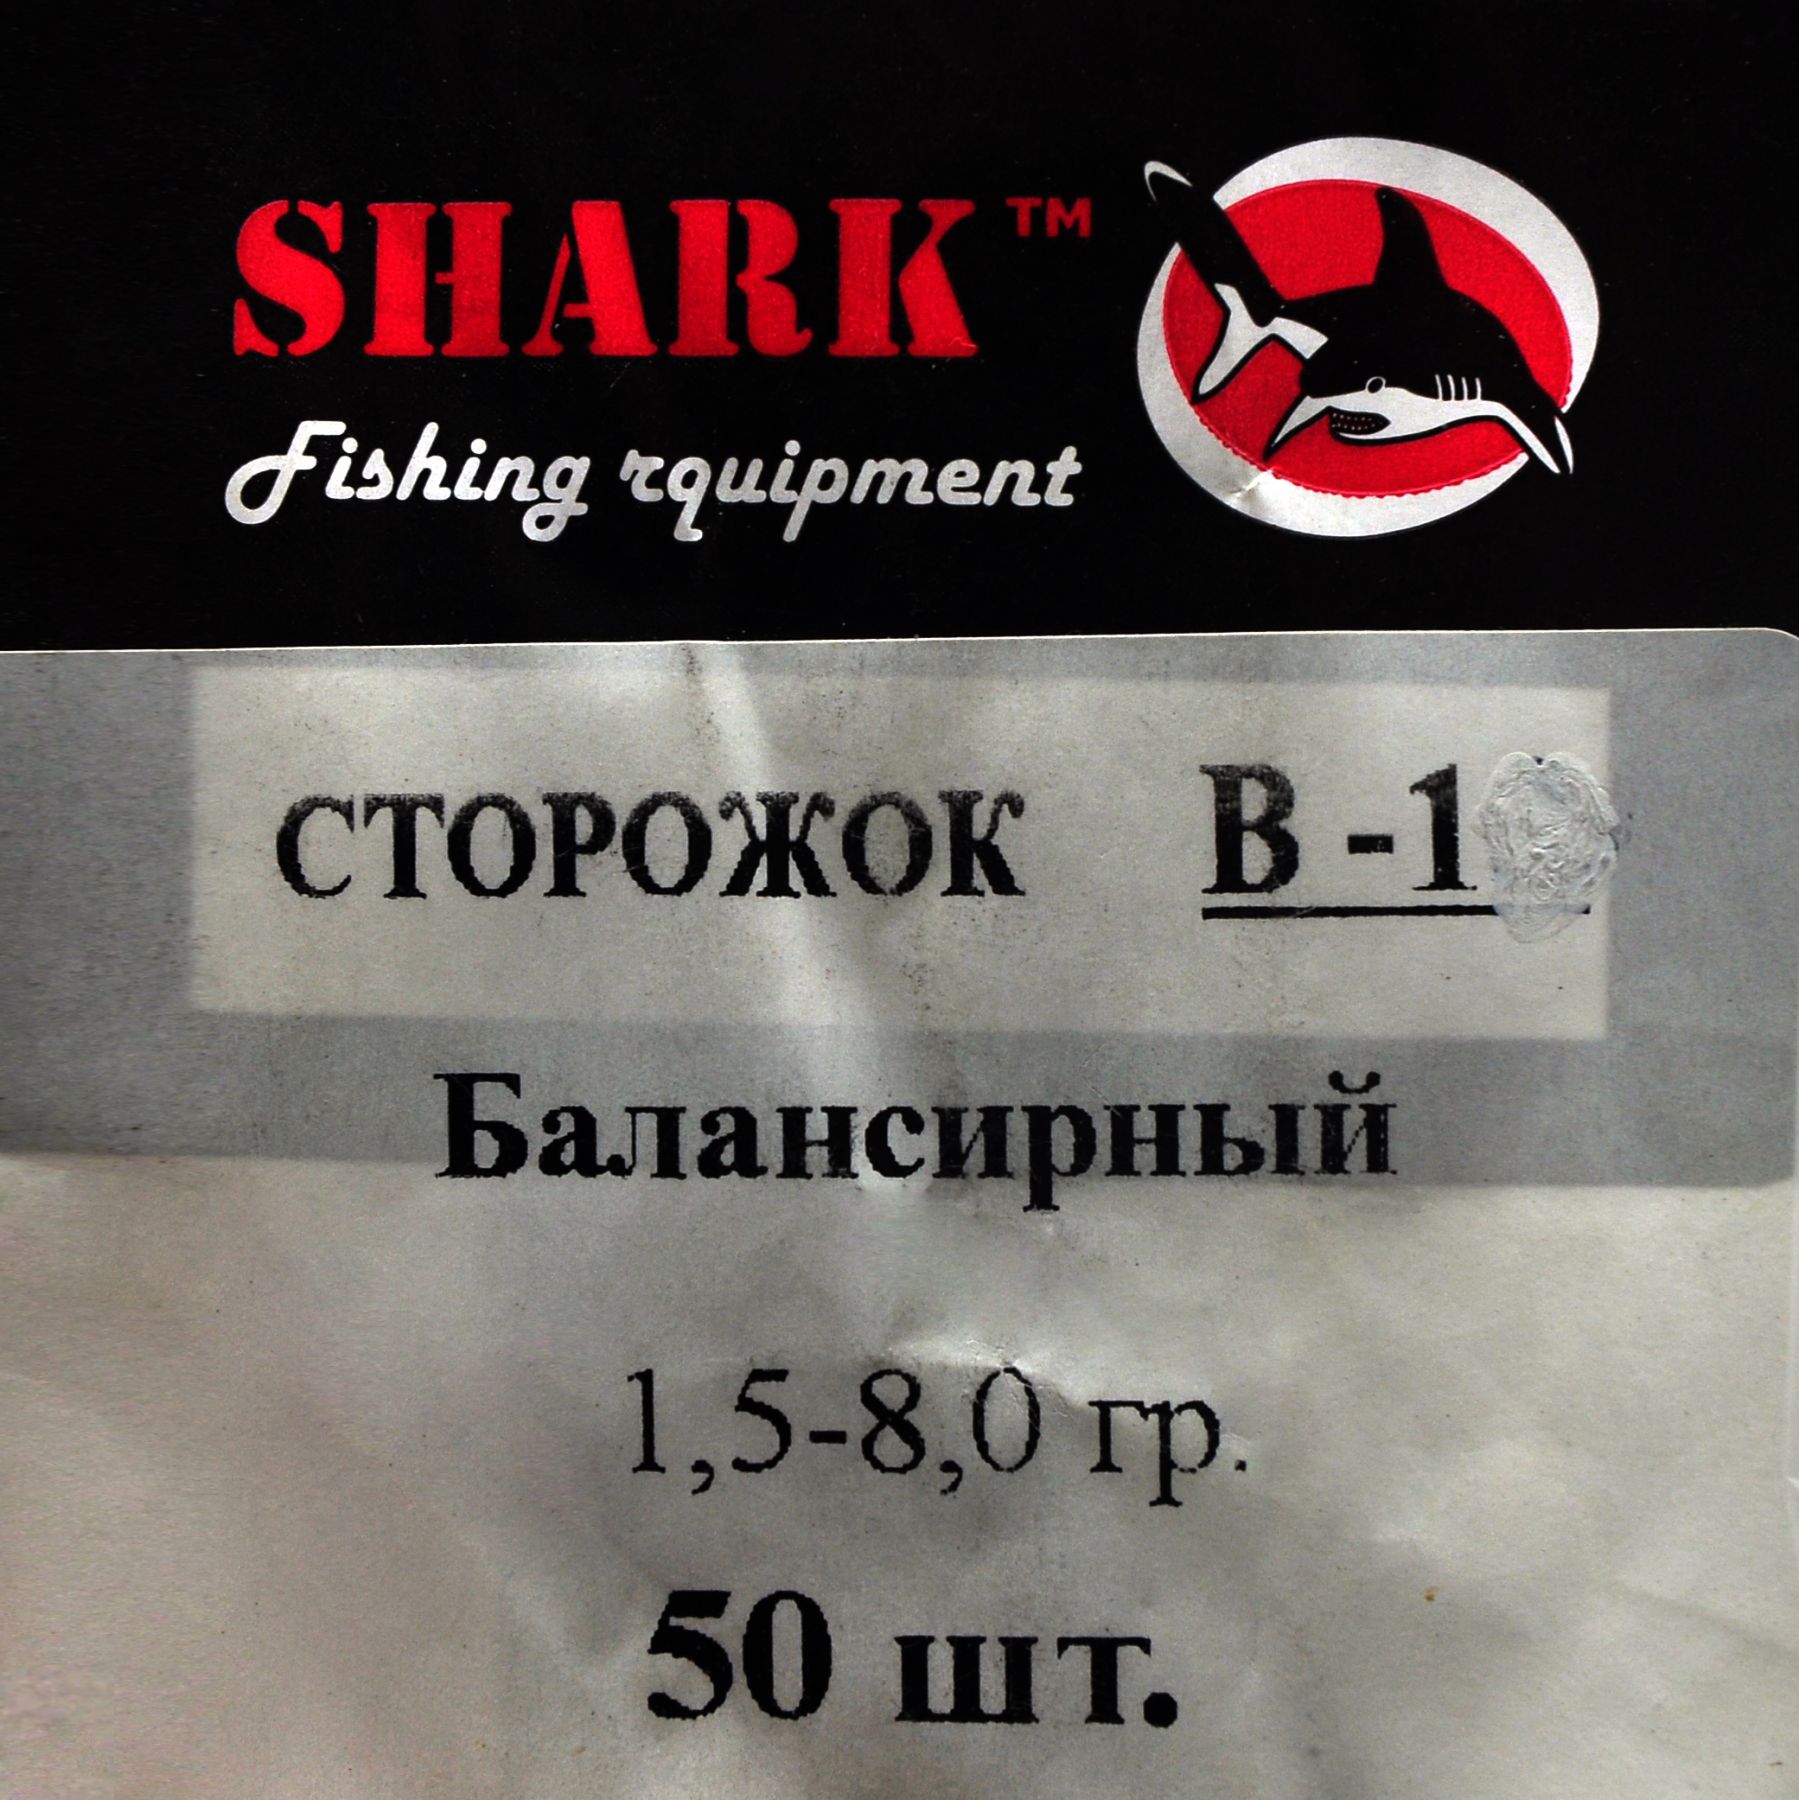 SHARK™
Fishing rquipment
СТОРОЖОК В -1
Балансирный
1,5-8,0 гр.
50 шт.